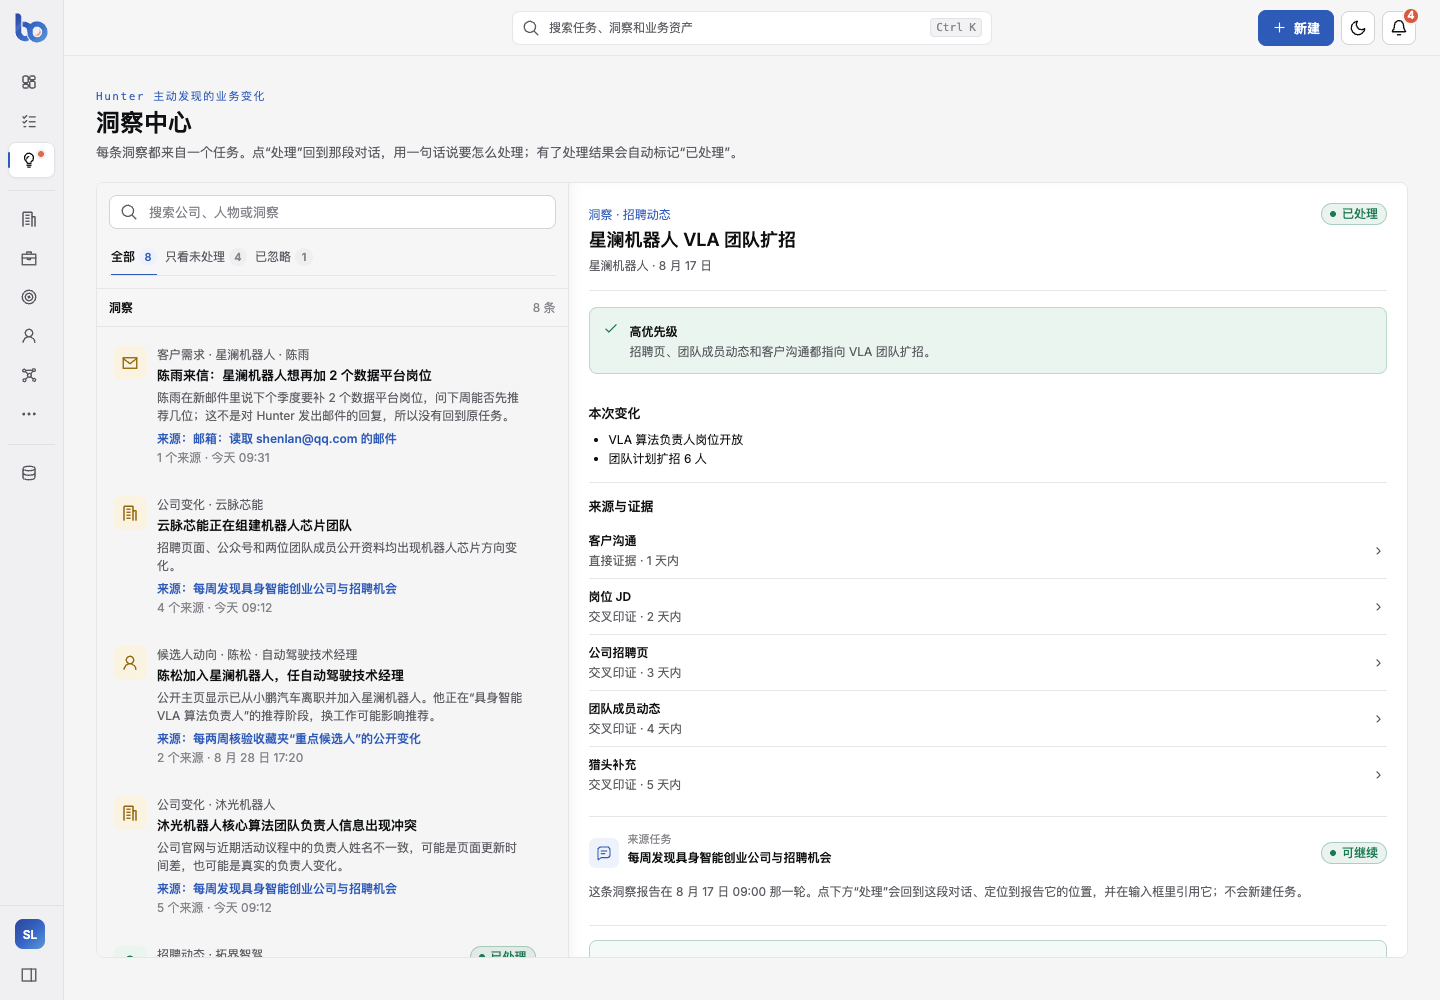 bo
搜索任务、洞察和业务资产
Ctrl K
新建
4
Hunter 主动发现的业务变化
洞察中心
每条洞察都来自一个任务。点“处理”回到那段对话，用一句话说要怎么处理；有了处理结果会自动标记“已处理”。
搜索公司、人物或洞察
全部 8 只看未处理 4 已忽略 1
洞察 8 条
客户需求 · 星澜机器人 · 陈雨
陈雨来信：星澜机器人想再加 2 个数据平台岗位
陈雨在新邮件里说下个季度要补 2 个数据平台岗位，问下周能否先推
荐几位；这不是对 Hunter 发出邮件的回复，所以没有回到原任务。
来源：邮箱：读取 shenlan@qq.com 的邮件
1 个来源 · 今天 09:31
公司变化 · 云脉芯能
云脉芯能正在组建机器人芯片团队
招聘页面、公众号和两位团队成员公开资料均出现机器人芯片方向变
化。
来源：每周发现具身智能创业公司与招聘机会
4 个来源 · 今天 09:12
候选人动向 · 陈松 · 自动驾驶技术经理
陈松加入星澜机器人，任自动驾驶技术经理
公开主页显示已从小鹏汽车离职并加入星澜机器人。他正在“具身智能
VLA 算法负责人”的推荐阶段，换工作可能影响推荐。
来源：每两周核验收藏夹“重点候选人”的公开变化
2 个来源 · 8 月 28 日 17:20
公司变化 · 沐光机器人
沐光机器人核心算法团队负责人信息出现冲突
公司官网与近期活动议程中的负责人姓名不一致，可能是页面更新时
间差，也可能是真实的负责人变化。
来源：每周发现具身智能创业公司与招聘机会
5 个来源 · 今天 09:12
招聘动态 · 拓界智驾
已处理
洞察 · 招聘动态
已处理
星澜机器人 VLA 团队扩招
星澜机器人 · 8 月 17 日
高优先级
招聘页、团队成员动态和客户沟通都指向 VLA 团队扩招。
本次变化
• VLA 算法负责人岗位开放
• 团队计划扩招 6 人
来源与证据
客户沟通
直接证据 · 1 天内
岗位 JD
交叉印证 · 2 天内
公司招聘页
交叉印证 · 3 天内
团队成员动态
交叉印证 · 4 天内
猎头补充
交叉印证 · 5 天内
来源任务
每周发现具身智能创业公司与招聘机会
可继续
这条洞察报告在 8 月 17 日 09:00 那一轮。点下方“处理”会回到这段对话、定位到报告它的位置，并在输入框里引用它；不会新建任务。
SL